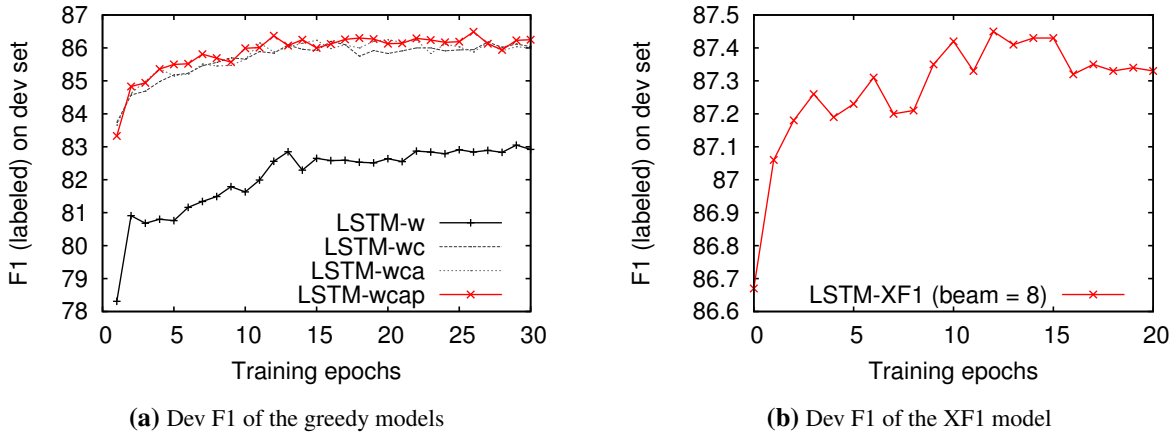 F1 (labeled) on dev set
87
86
85
84
83
82
81
80
79
78
0 5 10 15 20 25 30
Training epochs
LSTM-w
LSTM-wc
LSTM-wca
LSTM-wcap
(a) Dev F1 of the greedy models
F1 (labeled) on dev set
87.5
87.4
87.3
87.2
87.1
87
86.9
86.8
86.7
86.6
0 5 10 15 20
Training epochs
LSTM-XF1 (beam = 8)
(b) Dev F1 of the XF1 model